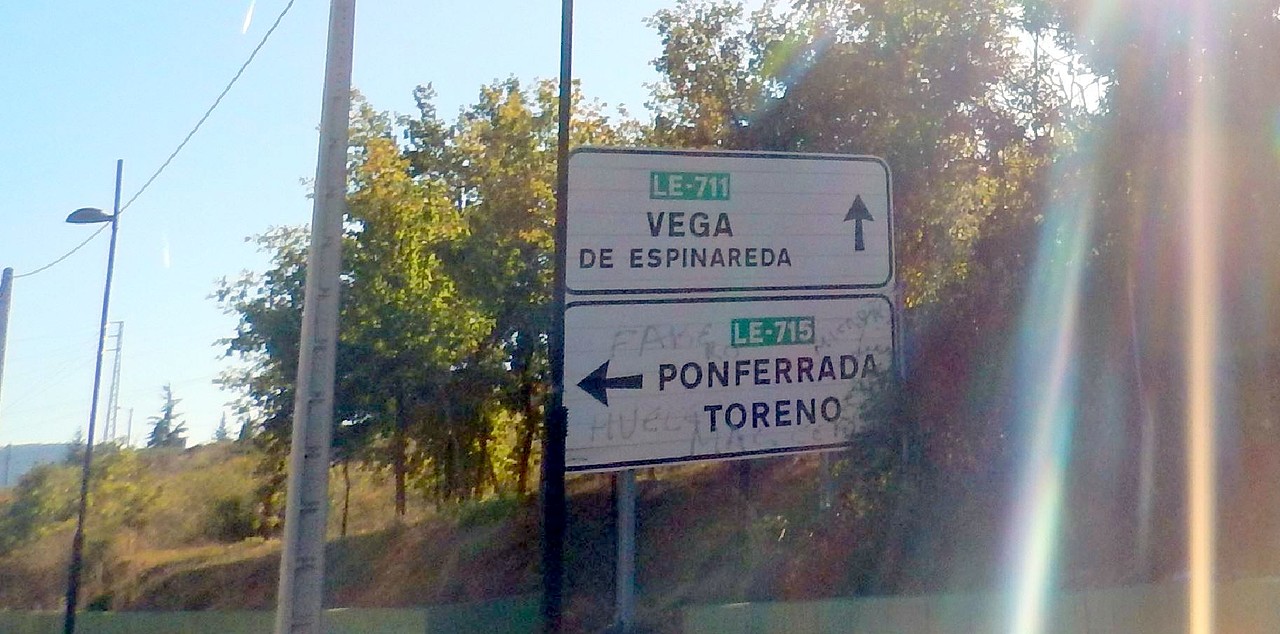 LE-711
VEGA
DE ESPINAREDA
LE-715
PONFERRADA
TORENO